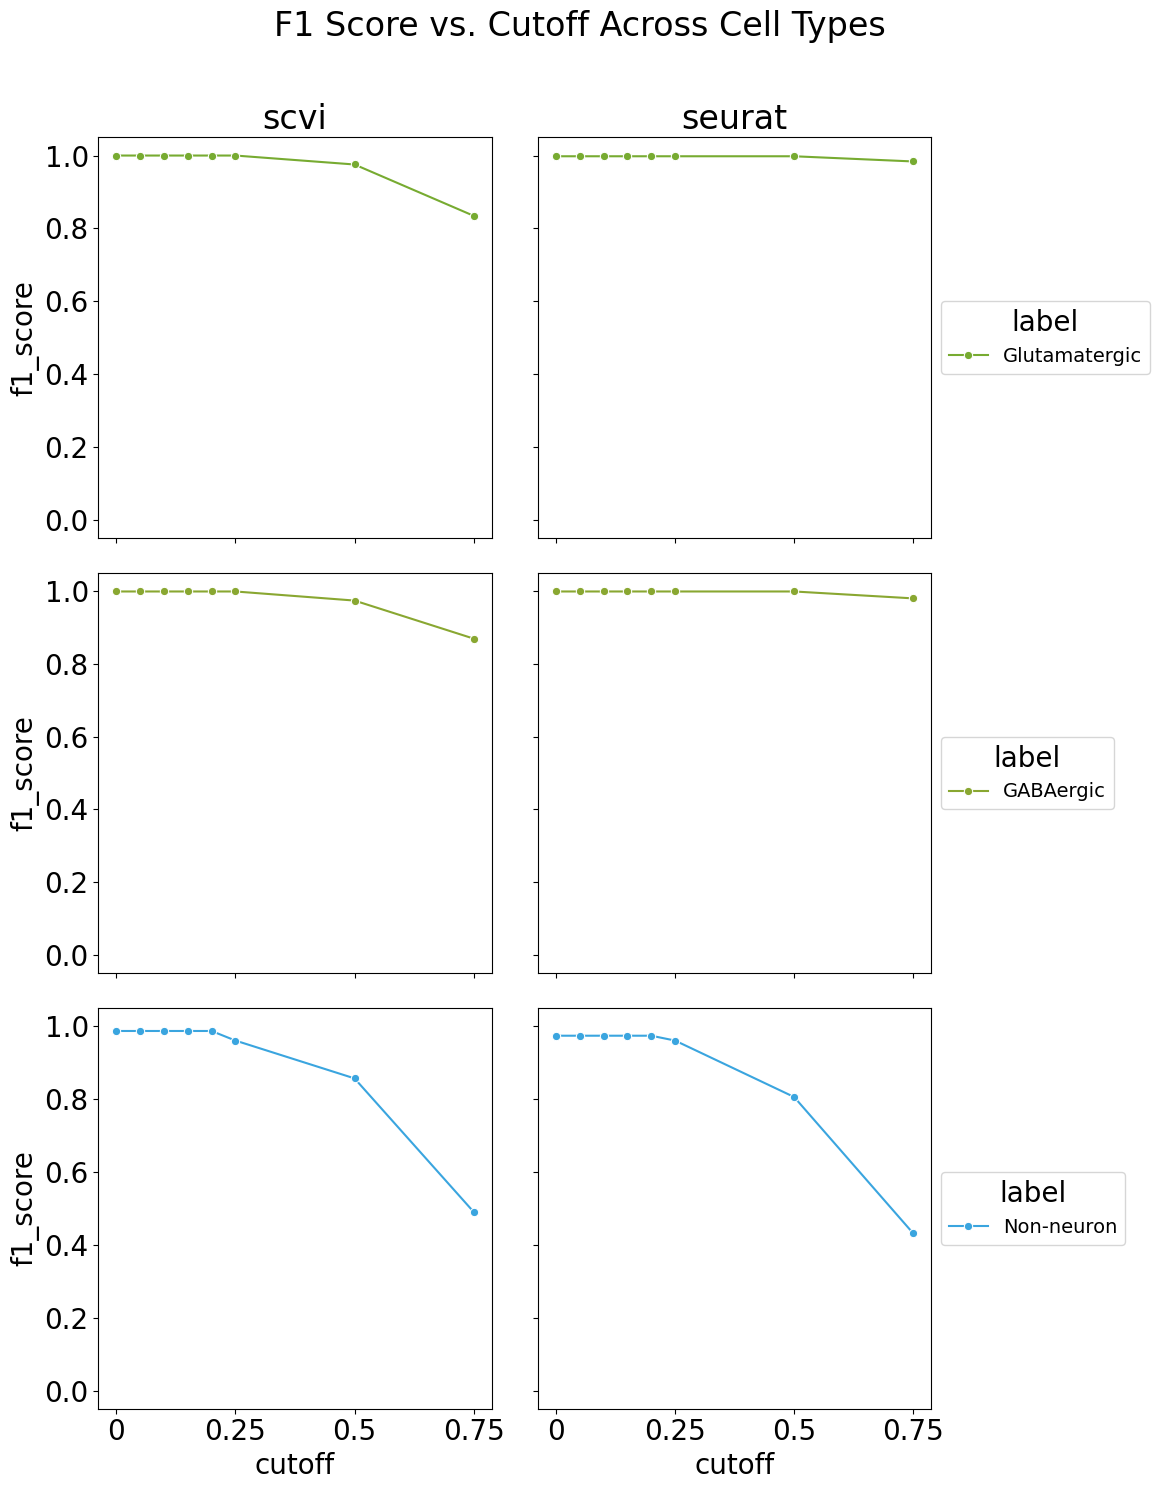 F1 Score vs. Cutoff Across Cell Types
scvi
seurat
1.0
0.8
0.6
0.4
0.2
0.0
f1_score
label
Glutamatergic
1.0
0.8
0.6
0.4
0.2
0.0
f1_score
label
GABAergic
1.0
0.8
0.6
0.4
0.2
0.0
f1_score
label
Non-neuron
0 0.25 0.5 0.75
cutoff
0 0.25 0.5 0.75
cutoff